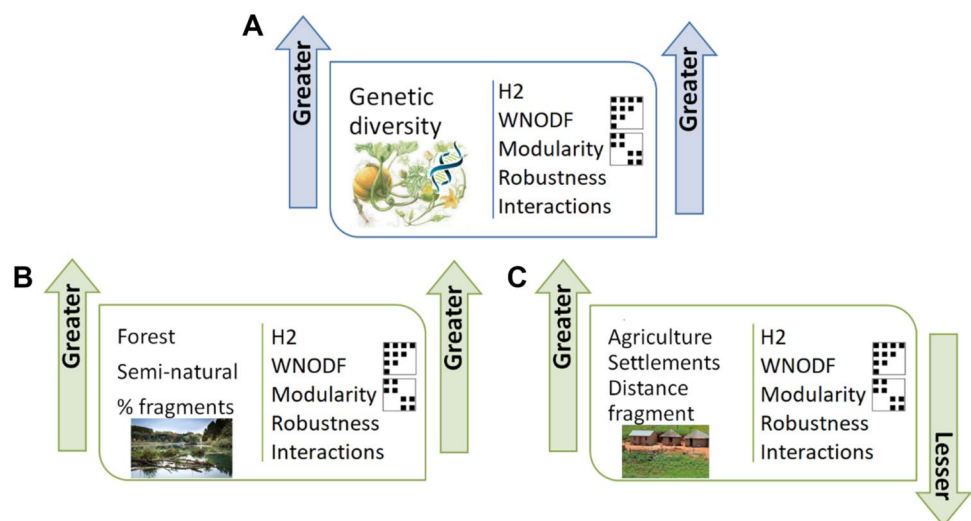 A
Greater
Genetic
diversity
H2
WNODF
Modularity
Robustness
Interactions
Greater
B
Greater
Forest
Semi-natural
% fragments
H2
WNODF
Modularity
Robustness
Interactions
Greater
C
Greater
Agriculture
Settlements
Distance
fragment
H2
WNODF
Modularity
Robustness
Interactions
Lesser